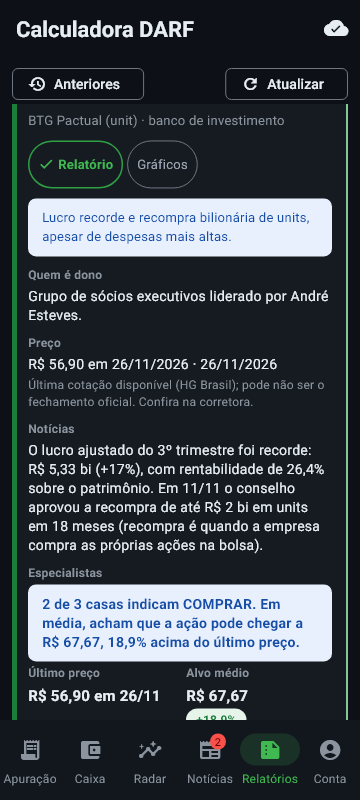 Calculadora DARF
Anteriores
Atualizar
BTG Pactual (unit) · banco de investimento
Relatório
Gráficos
Lucro recorde e recompra bilionária de units,
apesar de despesas mais altas.
Quem é dono
Grupo de sócios executivos liderado por André
Esteves.
Preço
R$ 56,90 em 26/11/2026 · 26/11/2026
Última cotação disponível (HG Brasil); pode não ser o
fechamento oficial. Confira na corretora.
Notícias
O lucro ajustado do 3º trimestre foi recorde:
R$ 5,33 bi (+17%), com rentabilidade de 26,4%
sobre o patrimônio. Em 11/11 o conselho
aprovou a recompra de até R$ 2 bi em units
em 18 meses (recompra é quando a empresa
compra as próprias ações na bolsa).
Especialistas
2 de 3 casas indicam COMPRAR. Em
média, acham que a ação pode chegar a
R$ 67,67, 18,9% acima do último preço.
Último preço
Alvo médio
R$ 56,90 em 26/11
R$ 67,67
+18,9%
2
Apuração
Caixa
Radar
Notícias
Relatórios
Conta